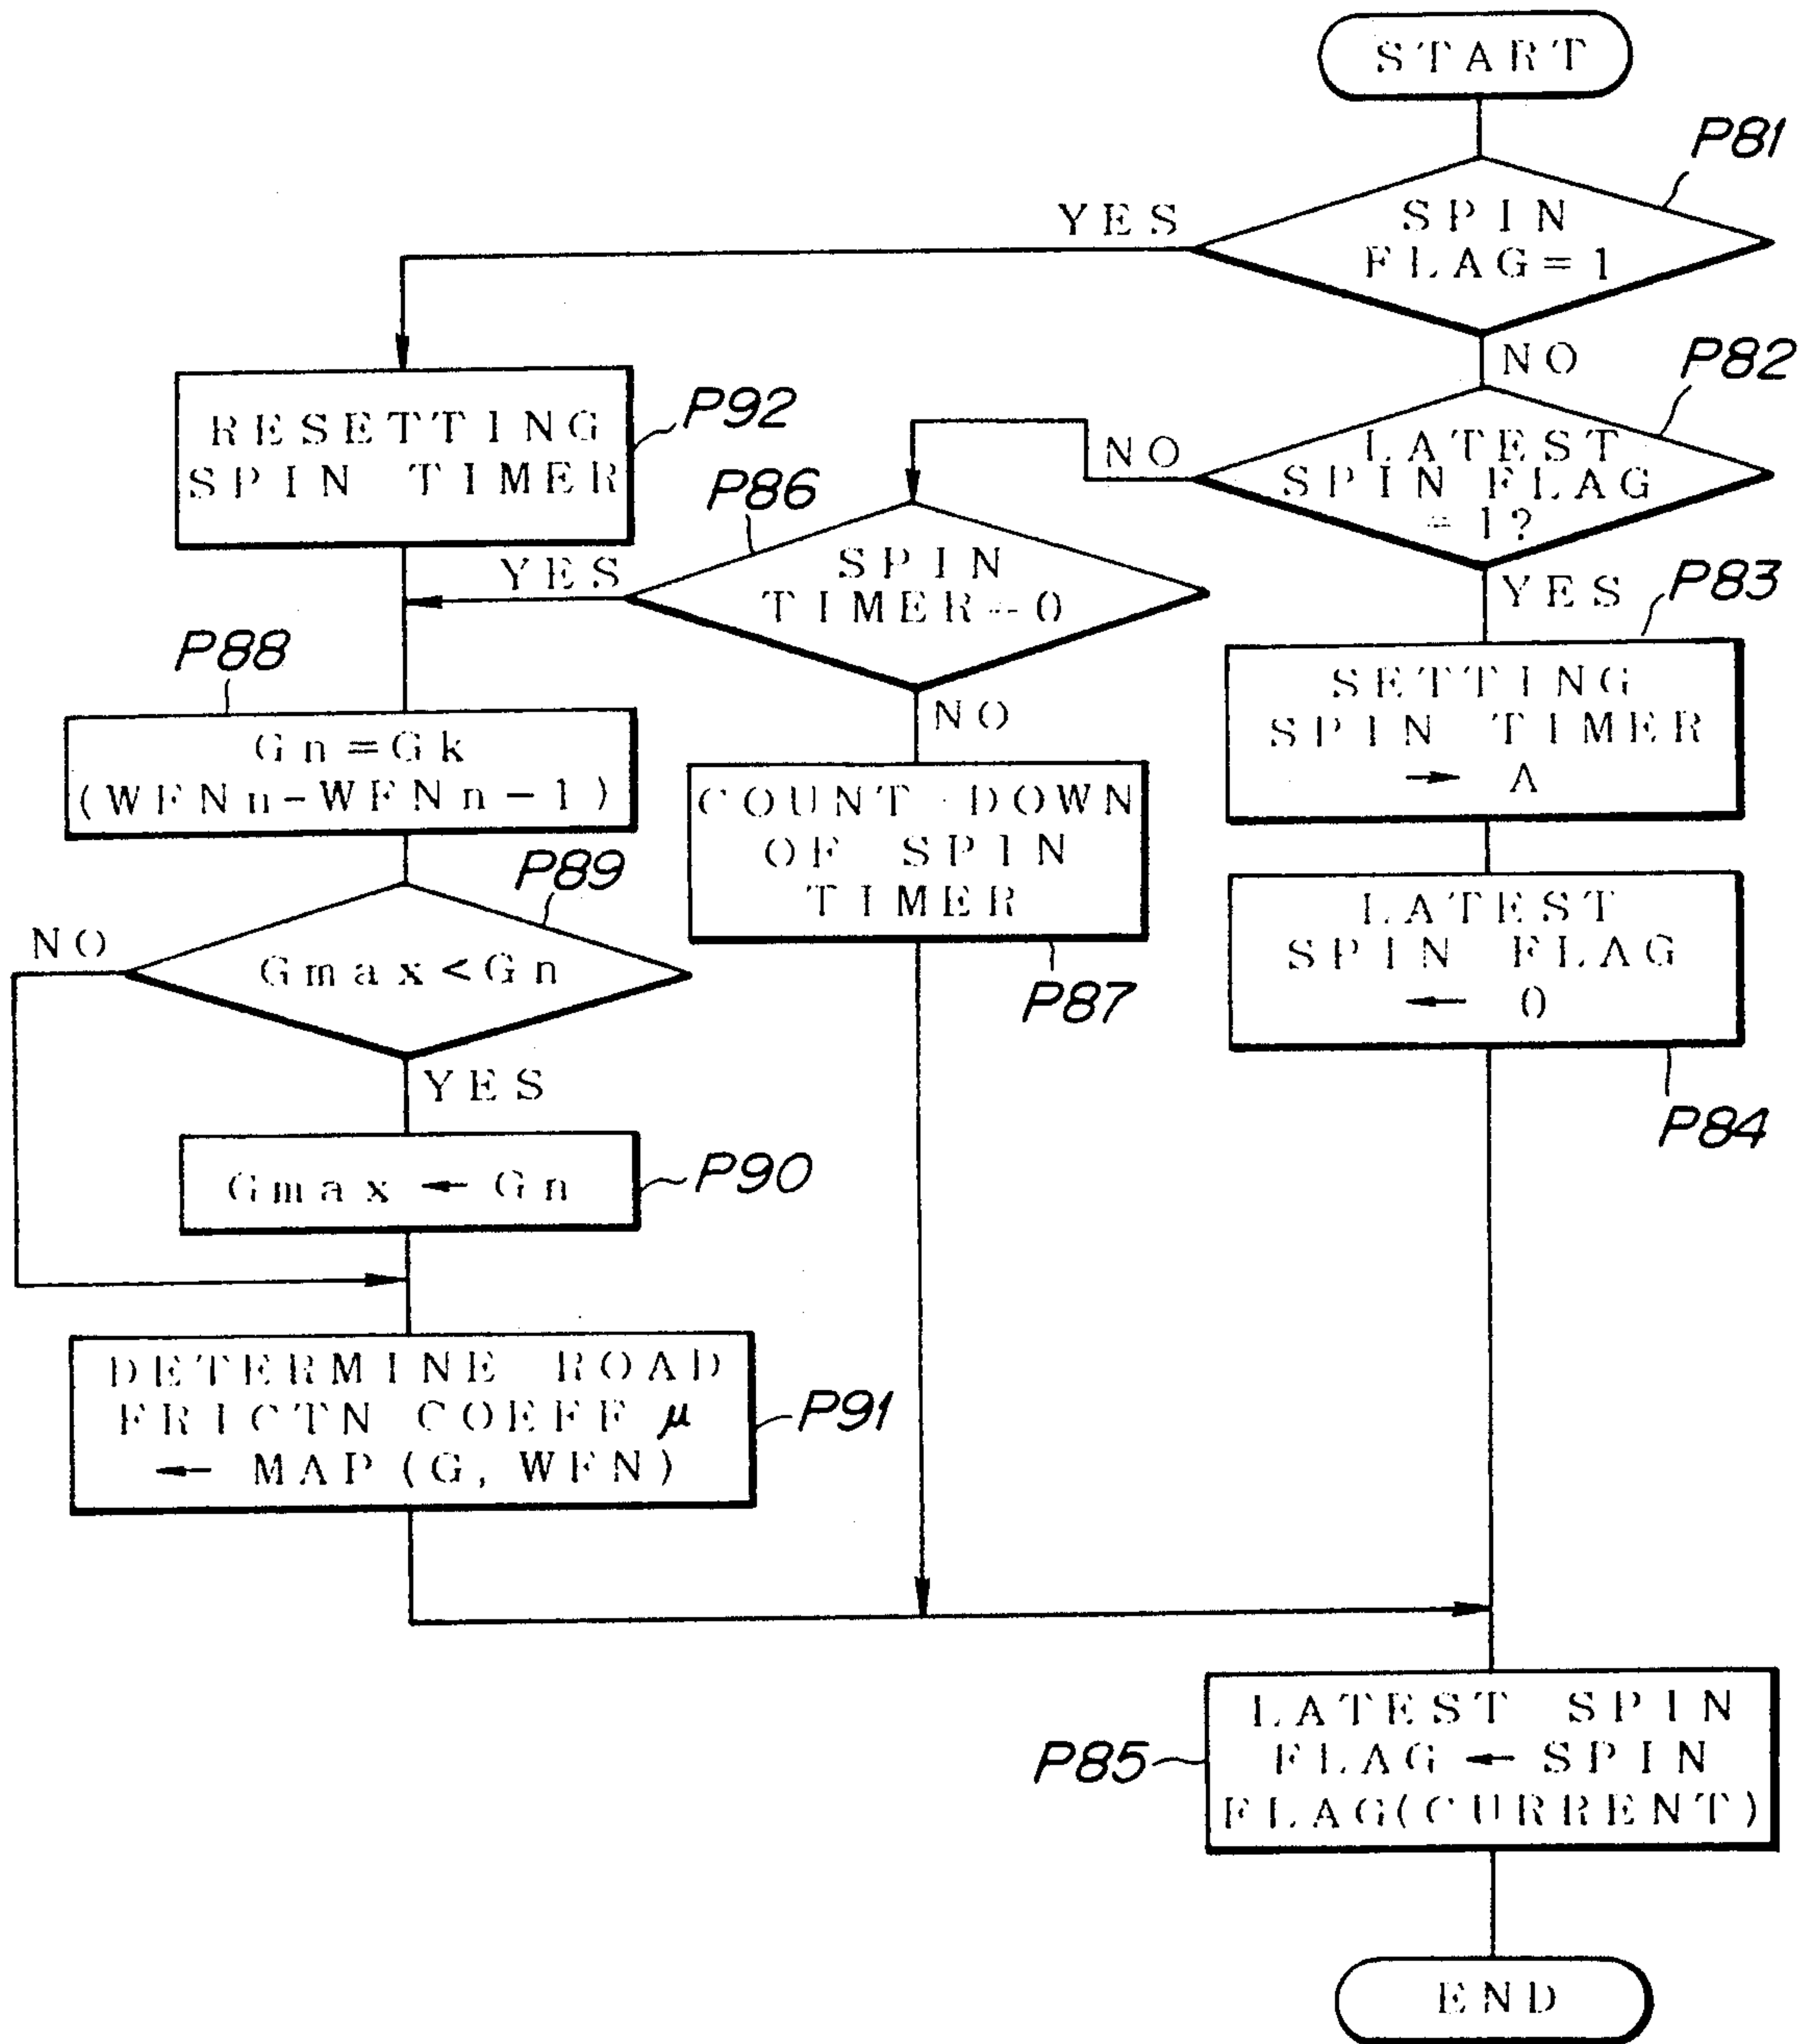 START
P81
SPIN
FLAG=1
YES
NO
P82
LATEST
SPIN FLAG
=1?
NO
YES
P92
RESETTING
SPIN TIMER
P86
SPIN
TIMER=0
YES
NO
P83
SETTING
SPIN TIMER
→ A
P88
Gn=Gk
(WFNn-WFNn-1)
COUNT DOWN
OF SPIN
TIMER
P87
LATEST
SPIN FLAG
← 0
P84
P89
Gmax<Gn
NO
YES
Gmax ← Gn
P90
DETERMINE ROAD
FRICTN COEFF μ
← MAP(G, WFN)
P91
LATEST SPIN
FLAG ← SPIN
FLAG(CURRENT)
P85
END